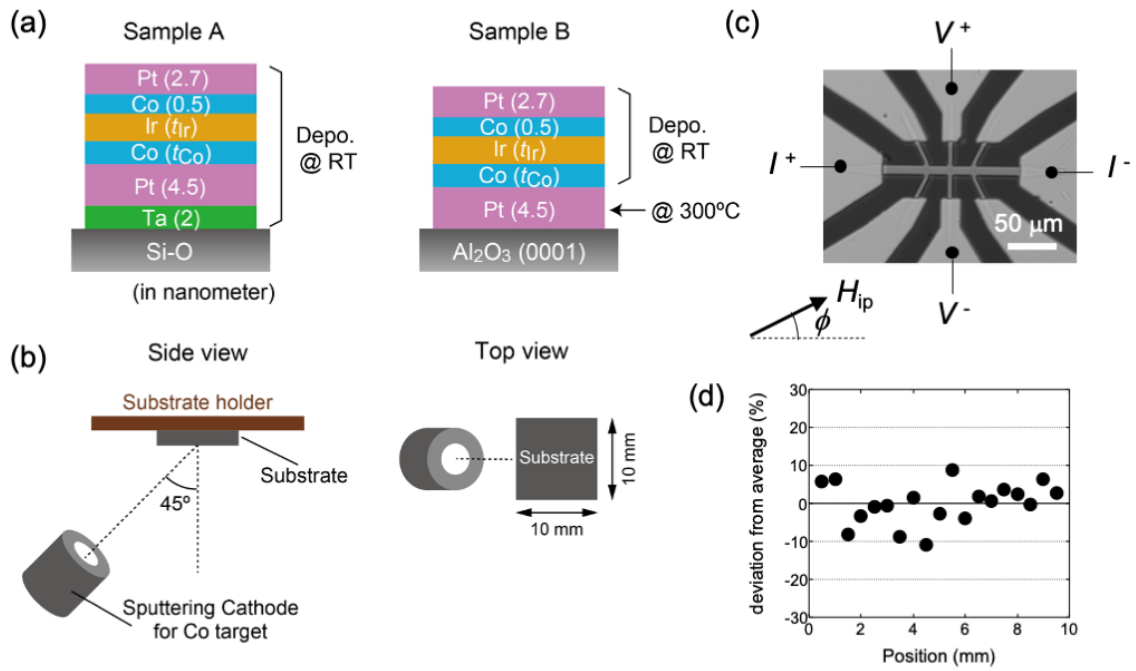 (a)
Sample A
Pt (2.7)
Co (0.5)
Ir (tIr)
Co (tCo)
Pt (4.5)
Ta (2)
Si-O
Depo.
@ RT
(in nanometer)
Sample B
Pt (2.7)
Co (0.5)
Ir (tIr)
Co (tCo)
Pt (4.5)
Al2O3 (0001)
Depo.
@ RT
@ 300ºC
(c)
V +
I +
I -
50 μm
V -
Hip
ϕ
(b)
Side view
Substrate holder
Substrate
45º
Sputtering Cathode
for Co target
Top view
Substrate
10 mm
10 mm
(d)
deviation from average (%)
30
20
10
0
-10
-20
-30
0
2
4
6
8
10
Position (mm)